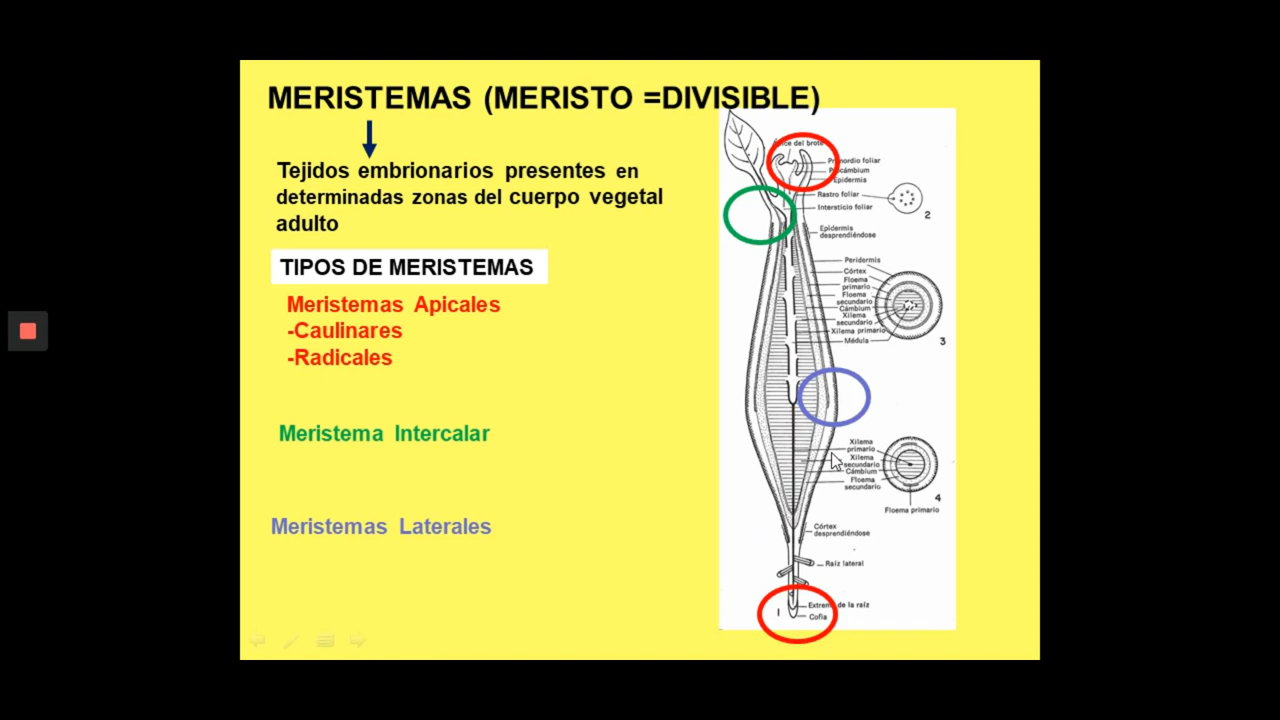 MERISTEMAS (MERISTO =DIVISIBLE)
Tejidos embrionarios presentes en
determinadas zonas del cuerpo vegetal
adulto
TIPOS DE MERISTEMAS
Meristemas Apicales
-Caulinares
-Radicales
Meristema Intercalar
Meristemas Laterales
del brote
Primordio foliar
Epidermis
Rastro foliar
Intersticio foliar
2
Epidermis
desprendiéndose
Peridermis
Córtex
Floema
primario
Floema
secundario
Cámbium
Xilema
secundario
Xilema primario
Médula
3
Xilema
primario
Xilema
secundario
Cámbium
Floema
secundario
4
Floema primario
Córtex
desprendiéndose
Raíz lateral
1
de la raíz
Cofia